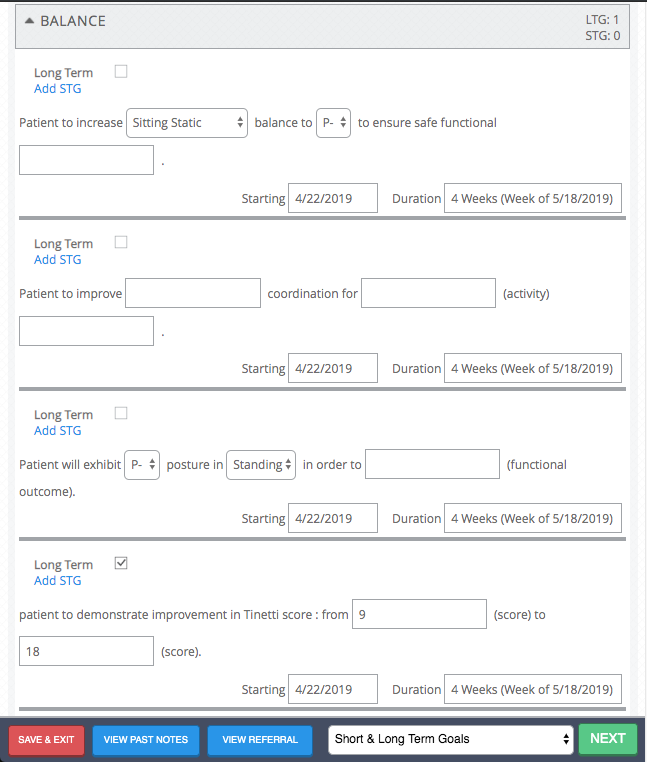 BALANCE
LTG: 1
STG: 0
Long Term
Add STG
Patient to increase Sitting Static balance to P- to ensure safe functional
.
Starting 4/22/2019 Duration 4 Weeks (Week of 5/18/2019)
Long Term
Add STG
Patient to improve coordination for (activity)
.
Starting 4/22/2019 Duration 4 Weeks (Week of 5/18/2019)
Long Term
Add STG
Patient will exhibit P- posture in Standing in order to (functional
outcome).
Starting 4/22/2019 Duration 4 Weeks (Week of 5/18/2019)
Long Term
Add STG
patient to demonstrate improvement in Tinetti score : from 9 (score) to
18 (score).
Starting 4/22/2019 Duration 4 Weeks (Week of 5/18/2019)
SAVE & EXIT VIEW PAST NOTES VIEW REFERRAL Short & Long Term Goals NEXT